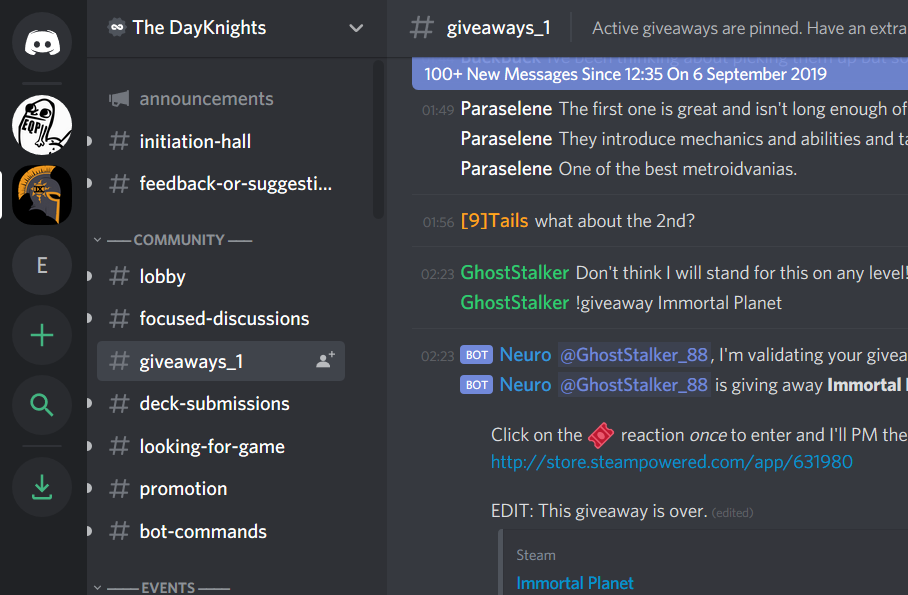 The DayKnights
announcements
initiation-hall
feedback-or-suggesti...
COMMUNITY
lobby
focused-discussions
giveaways_1
deck-submissions
looking-for-game
promotion
bot-commands
EVENTS
EQPI
E
# giveaways_1 Active giveaways are pinned. Have an extra
100+ New Messages Since 12:35 On 6 September 2019
01:49 Paraselene The first one is great and isn't long enough of
Paraselene They introduce mechanics and abilities and ta
Paraselene One of the best metroidvanias.
01:56 [9]Tails what about the 2nd?
02:23 GhostStalker Don't think I will stand for this on any level!
GhostStalker !giveaway Immortal Planet
02:23 BOT Neuro @GhostStalker_88, I'm validating your givea
BOT Neuro @GhostStalker_88 is giving away Immortal
Click on the reaction once to enter and I'll PM the
http://store.steampowered.com/app/631980
EDIT: This giveaway is over. (edited)
Steam
Immortal Planet